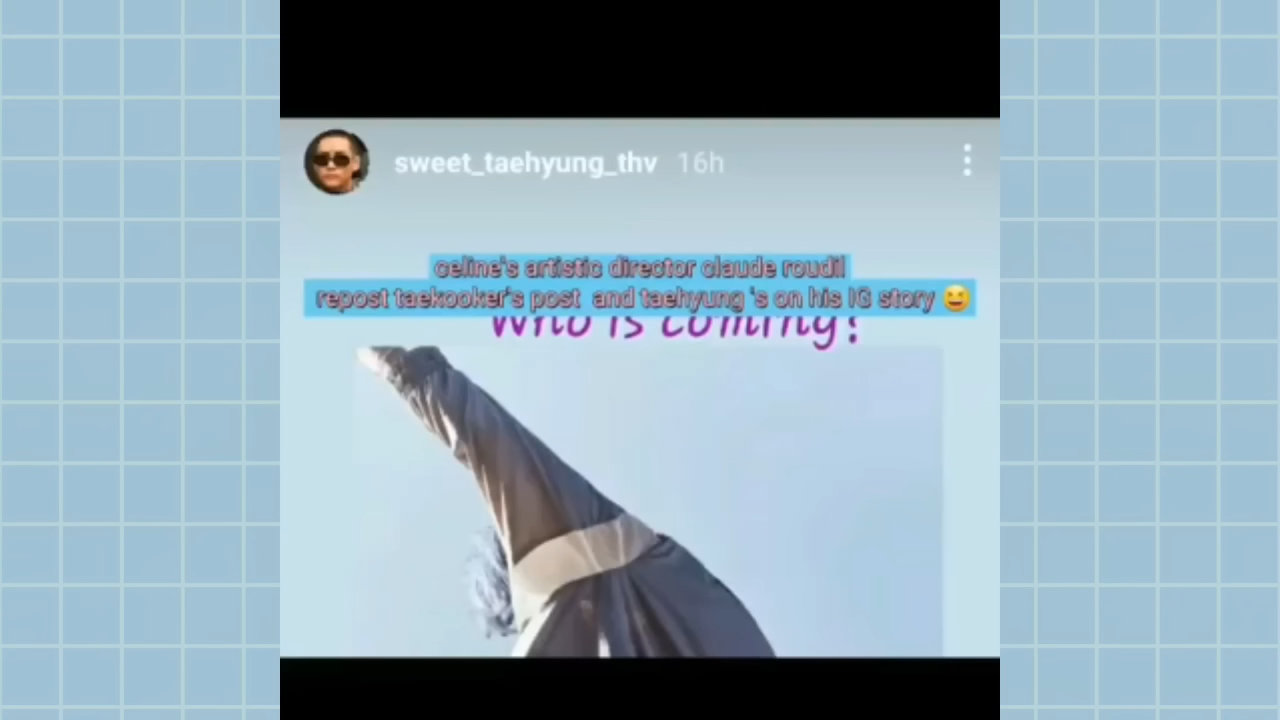 sweet_taehyung_thv 16h
celine's artistic director claude roudil
repost taekooker's post and taehyung 's on his IG story 😆
Who is coming?